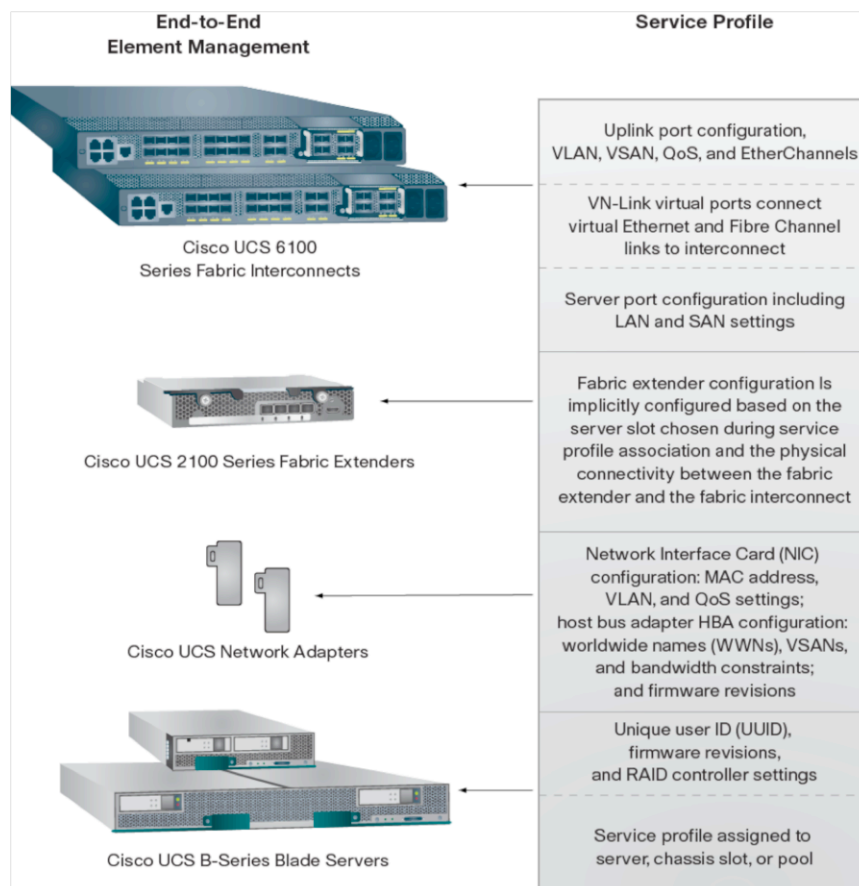 End-to-End
Element Management
Service Profile
Uplink port configuration,
VLAN, VSAN, QoS, and EtherChannels
VN-Link virtual ports connect
virtual Ethernet and Fibre Channel
links to interconnect
Cisco UCS 6100
Series Fabric Interconnects
Server port configuration including
LAN and SAN settings
Fabric extender configuration Is
implicitly configured based on the
server slot chosen during service
profile association and the physical
connectivity between the fabric
extender and the fabric interconnect
Cisco UCS 2100 Series Fabric Extenders
Network Interface Card (NIC)
configuration: MAC address,
VLAN, and QoS settings;
host bus adapter HBA configuration:
worldwide names (WWNs), VSANs,
and bandwidth constraints;
and firmware revisions
Cisco UCS Network Adapters
Unique user ID (UUID),
firmware revisions,
and RAID controller settings
Service profile assigned to
server, chassis slot, or pool
Cisco UCS B-Series Blade Servers